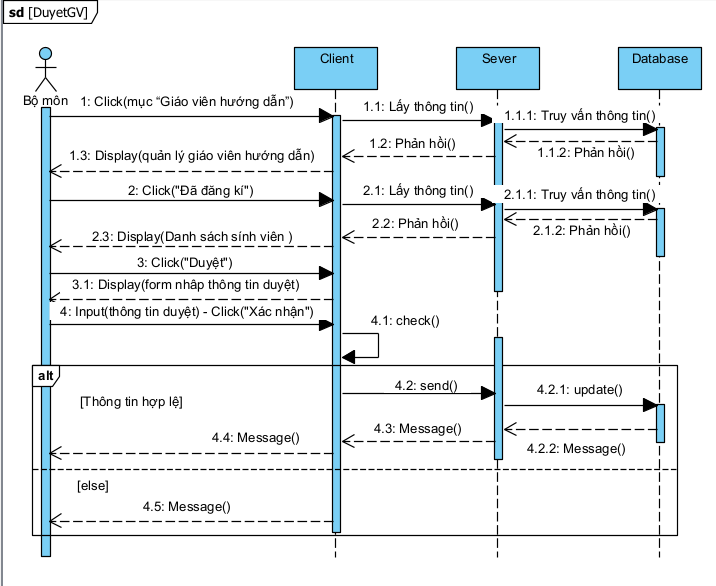 sd [DuyetGV]
Client
Sever
Database
Bộ môn
1: Click(mục “Giáo viên hướng dẫn”)
1.1: Lấy thông tin()
1.1.1: Truy vấn thông tin()
1.2: Phản hồi()
1.1.2: Phản hồi()
1.3: Display(quản lý giáo viên hướng dẫn)
2: Click("Đã đăng kí")
2.1: Lấy thông tin()
2.1.1: Truy vấn thông tin()
2.2: Phản hồi()
2.1.2: Phản hồi()
2.3: Display(Danh sách sính viên )
3: Click("Duyệt")
3.1: Display(form nhâp thông tin duyệt)
4: Input(thông tin duyệt) - Click("Xác nhận")
4.1: check()
alt
[Thông tin hợp lệ]
4.2: send()
4.2.1: update()
4.3: Message()
4.4: Message()
4.2.2: Message()
[else]
4.5: Message()